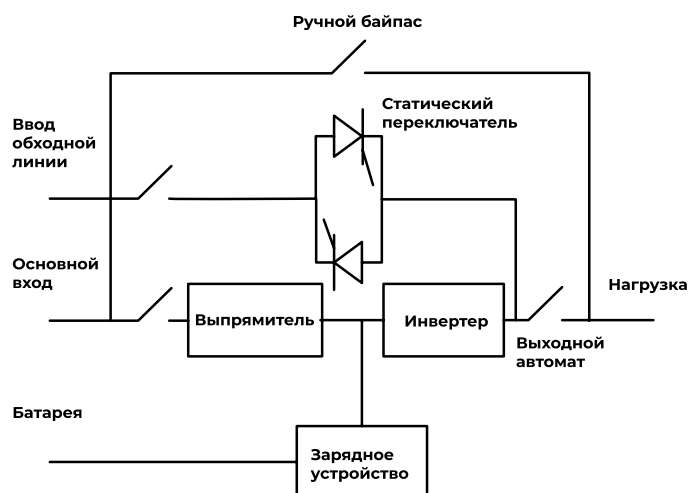 Ручной байпас
Статический
переключатель
Ввод
обходной
линии
Основной
вход
Нагрузка
Выпрямитель
Инвертер
Выходной
автомат
Батарея
Зарядное
устройство